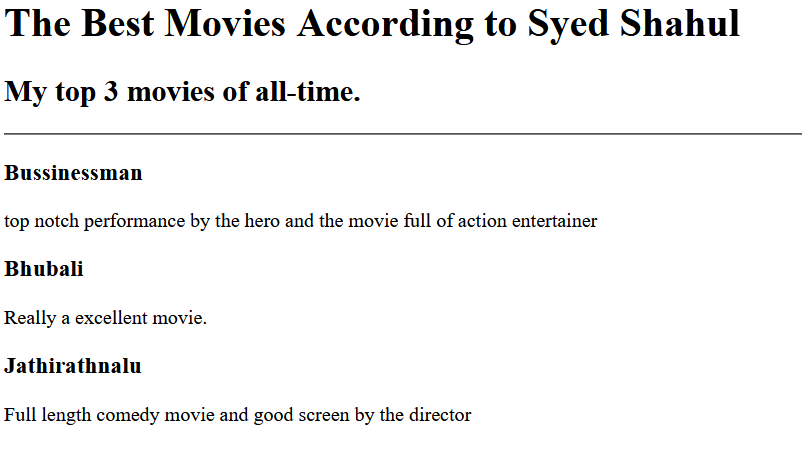 The Best Movies According to Syed Shahul
My top 3 movies of all-time.
Bussinessman
top notch performance by the hero and the movie full of action entertainer
Bhubali
Really a excellent movie.
Jathirathnalu
Full length comedy movie and good screen by the director